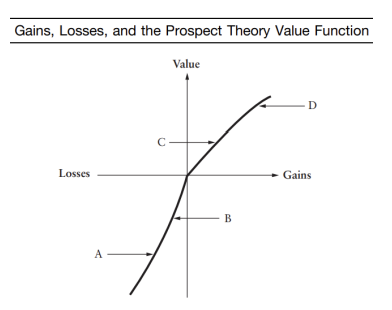 Gains, Losses, and the Prospect Theory Value Function
Value
D
C
Losses
Gains
B
A